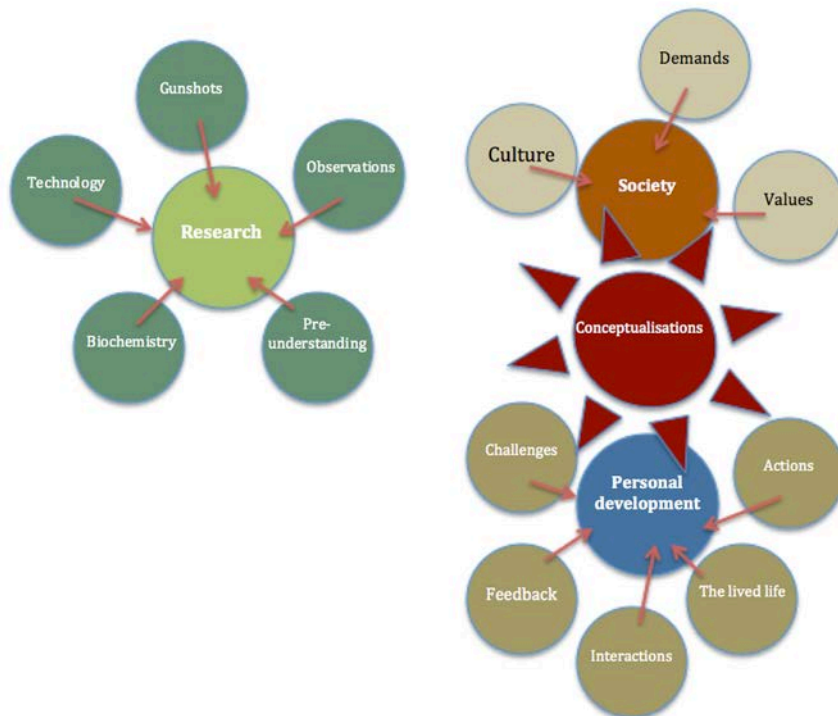 Gunshots
Technology
Observations
Research
Biochemistry
Pre-
understanding
Demands
Culture
Society
Values
Conceptualisations
Challenges
Personal
development
Actions
Feedback
The lived life
Interactions